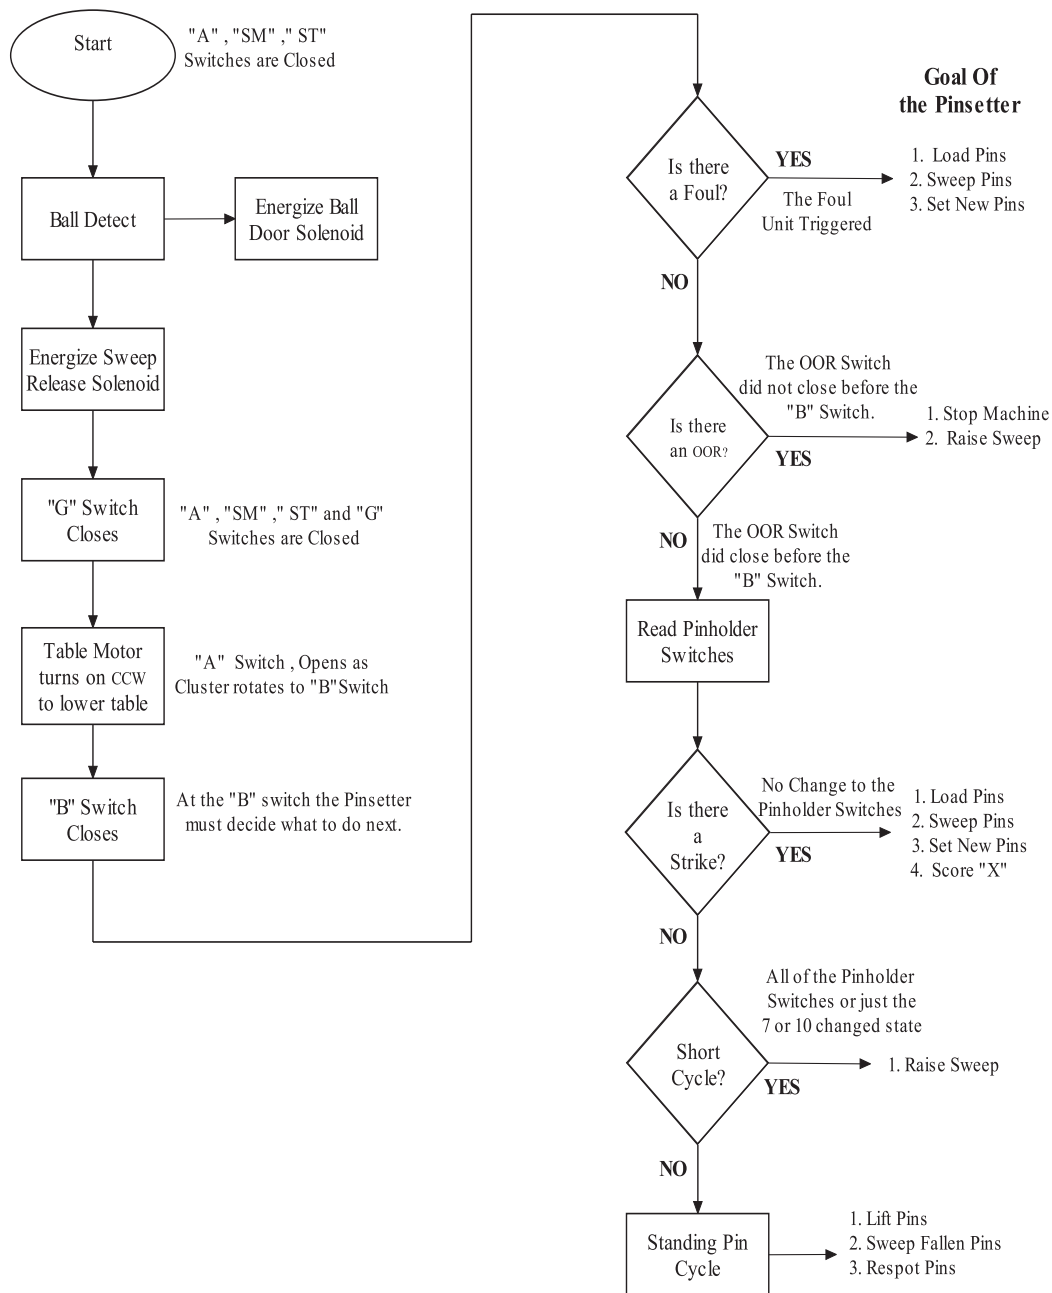 Start
"A" , "SM" ," ST"
Switches are Closed
Ball Detect
Energize Ball
Door Solenoid
Energize Sweep
Release Solenoid
"G" Switch
Closes
"A" , "SM" ," ST" and "G"
Switches are Closed
Table Motor
turns on CCW
to lower table
"A" Switch , Opens as
Cluster rotates to "B"Switch
"B" Switch
Closes
At the "B" switch the Pinsetter
must decide what to do next.
Goal Of
the Pinsetter
Is there
a Foul?
YES
The Foul
Unit Triggered
1. Load Pins
2. Sweep Pins
3. Set New Pins
NO
Is there
an OOR?
The OOR Switch
did not close before the
"B" Switch.
YES
1. Stop Machine
2. Raise Sweep
NO
The OOR Switch
did close before the
"B" Switch.
Read Pinholder
Switches
Is there
a
Strike?
No Change to the
Pinholder Switches
YES
1. Load Pins
2. Sweep Pins
3. Set New Pins
4. Score "X"
NO
Short
Cycle?
All of the Pinholder
Switches or just the
7 or 10 changed state
YES
1. Raise Sweep
NO
Standing Pin
Cycle
1. Lift Pins
2. Sweep Fallen Pins
3. Respot Pins